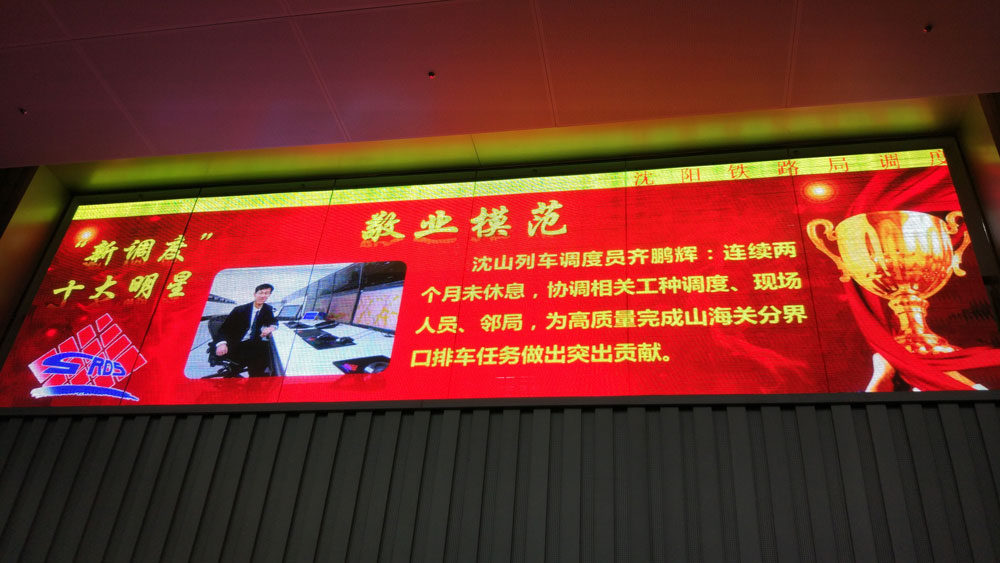 沈阳铁路局调度
“新调度”
十大明星
敬业模范
沈山列车调度员齐鹏辉：连续两
个月未休息，协调相关工种调度、现场
人员、邻局，为高质量完成山海关分界
口排车任务做出突出贡献。
SRDS